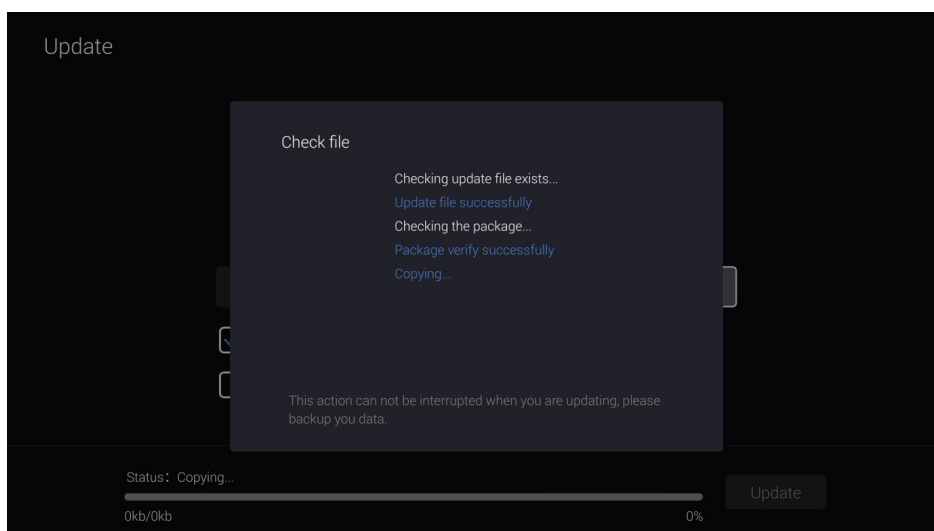 Update
Check file
Checking update file exists...
Update file successfully
Checking the package...
Package verify successfully
Copying...
This action can not be interrupted when you are updating, please
backup you data.
Status: Copying...
Update
0kb/0kb
0%